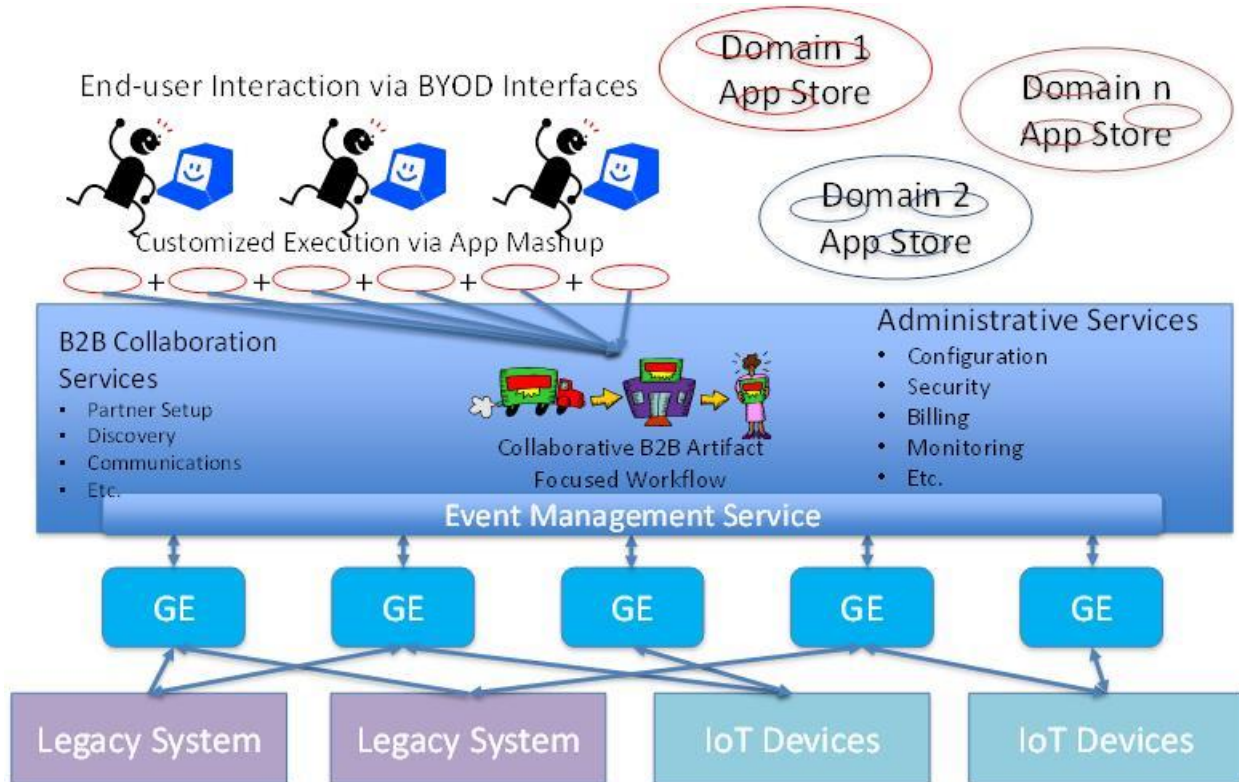 Domain 1
App Store
End-user Interaction via BYOD Interfaces
Domain n
App Store
Domain 2
App Store
Customized Execution via App Mashup
+ + + + +
B2B Collaboration
Services
▪ Partner Setup
▪ Discovery
▪ Communications
▪ Etc.
Collaborative B2B Artifact
Focused Workflow
Administrative Services
• Configuration
• Security
• Billing
• Monitoring
• Etc.
Event Management Service
GE GE GE GE GE
Legacy System Legacy System IoT Devices IoT Devices